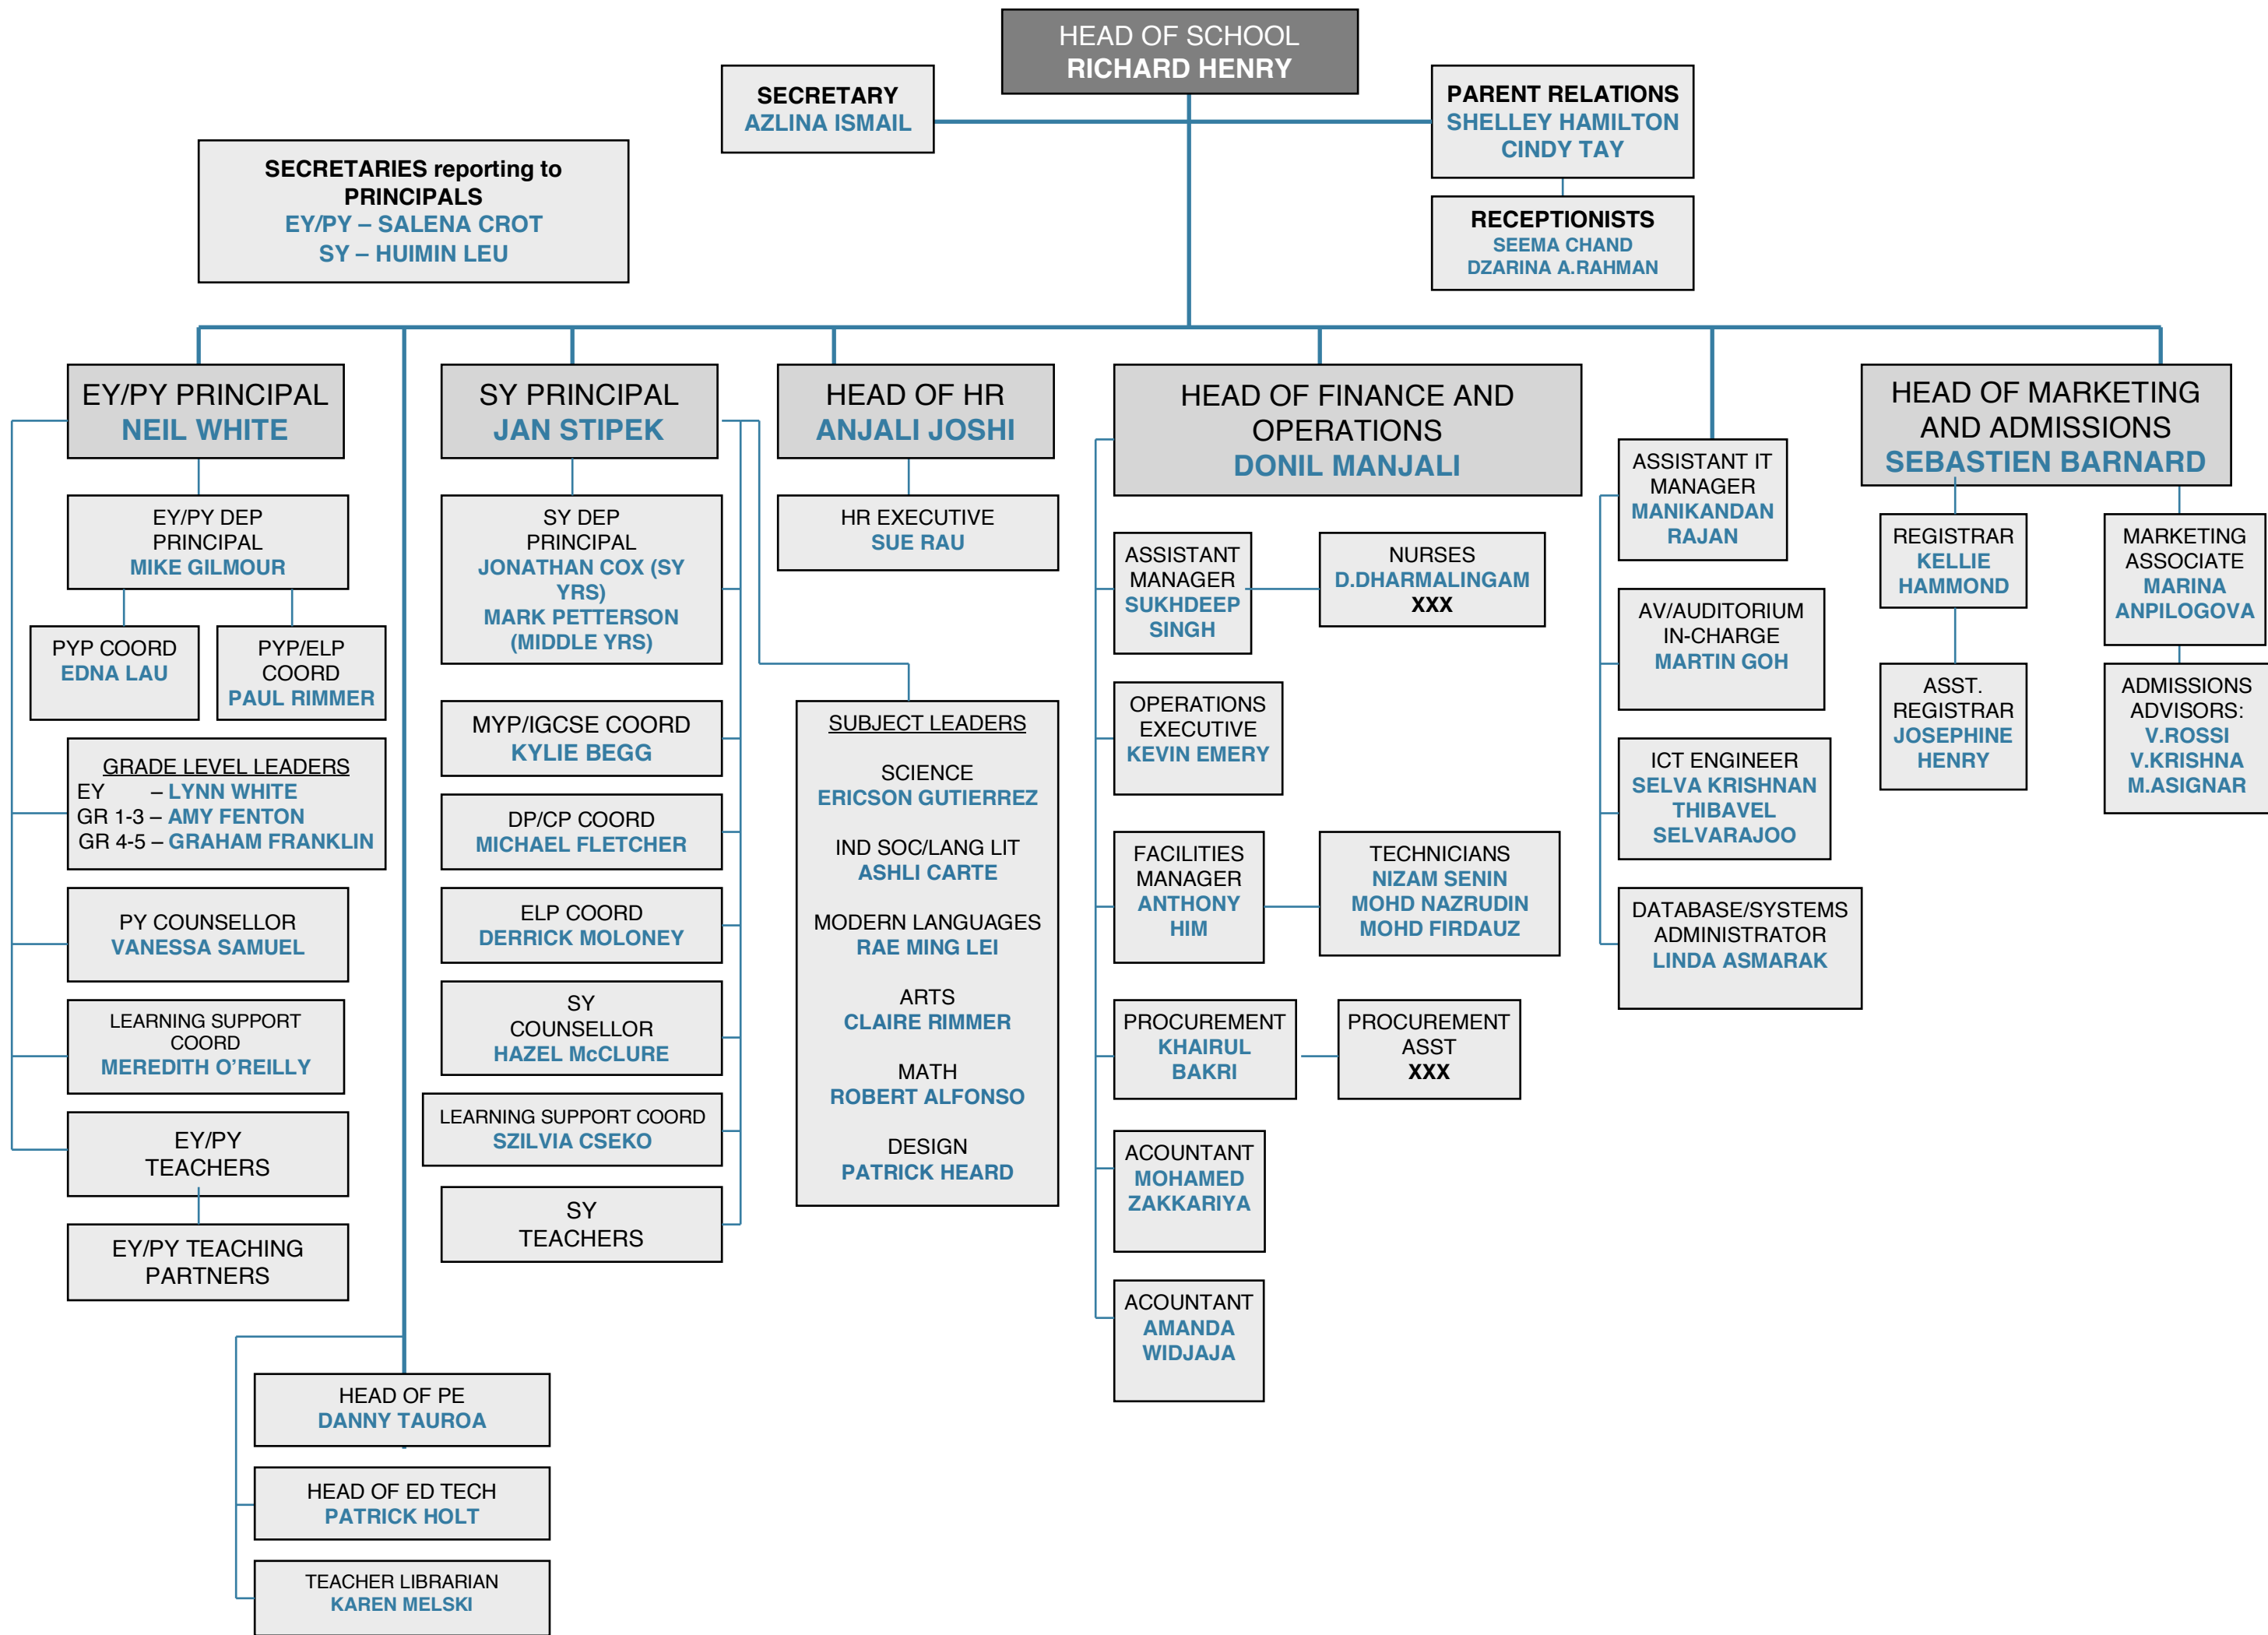 HEAD OF SCHOOL
RICHARD HENRY
SECRETARY
AZLINA ISMAIL
PARENT RELATIONS
SHELLEY HAMILTON
CINDY TAY
RECEPTIONISTS
SEEMA CHAND
DZARINA A.RAHMAN
SECRETARIES reporting to
PRINCIPALS
EY/PY – SALENA CROT
SY – HUIMIN LEU
EY/PY PRINCIPAL
NEIL WHITE
EY/PY DEP
PRINCIPAL
MIKE GILMOUR
PYP COORD
EDNA LAU
PYP/ELP
COORD
PAUL RIMMER
GRADE LEVEL LEADERS
EY – LYNN WHITE
GR 1-3 – AMY FENTON
GR 4-5 – GRAHAM FRANKLIN
PY COUNSELLOR
VANESSA SAMUEL
LEARNING SUPPORT
COORD
MEREDITH O’REILLY
EY/PY
TEACHERS
EY/PY TEACHING
PARTNERS
HEAD OF PE
DANNY TAUROA
HEAD OF ED TECH
PATRICK HOLT
TEACHER LIBRARIAN
KAREN MELSKI
SY PRINCIPAL
JAN STIPEK
SY DEP
PRINCIPAL
JONATHAN COX (SY
YRS)
MARK PETTERSON
(MIDDLE YRS)
MYP/IGCSE COORD
KYLIE BEGG
DP/CP COORD
MICHAEL FLETCHER
ELP COORD
DERRICK MOLONEY
SY
COUNSELLOR
HAZEL McCLURE
LEARNING SUPPORT COORD
SZILVIA CSEKO
SY
TEACHERS
HEAD OF HR
ANJALI JOSHI
HR EXECUTIVE
SUE RAU
SUBJECT LEADERS
SCIENCE
ERICSON GUTIERREZ
IND SOC/LANG LIT
ASHLI CARTE
MODERN LANGUAGES
RAE MING LEI
ARTS
CLAIRE RIMMER
MATH
ROBERT ALFONSO
DESIGN
PATRICK HEARD
HEAD OF FINANCE AND
OPERATIONS
DONIL MANJALI
ASSISTANT
MANAGER
SUKHDEEP
SINGH
NURSES
D.DHARMALINGAM
XXX
OPERATIONS
EXECUTIVE
KEVIN EMERY
FACILITIES
MANAGER
ANTHONY
HIM
TECHNICIANS
NIZAM SENIN
MOHD NAZRUDIN
MOHD FIRDAUZ
PROCUREMENT
KHAIRUL
BAKRI
PROCUREMENT
ASST
XXX
ACOUNTANT
MOHAMED
ZAKKARIYA
ACOUNTANT
AMANDA
WIDJAJA
ASSISTANT IT
MANAGER
MANIKANDAN
RAJAN
AV/AUDITORIUM
IN-CHARGE
MARTIN GOH
ICT ENGINEER
SELVA KRISHNAN
THIBAVEL
SELVARAJOO
DATABASE/SYSTEMS
ADMINISTRATOR
LINDA ASMARAK
HEAD OF MARKETING
AND ADMISSIONS
SEBASTIEN BARNARD
REGISTRAR
KELLIE
HAMMOND
ASST.
REGISTRAR
JOSEPHINE
HENRY
MARKETING
ASSOCIATE
MARINA
ANPILOGOVA
ADMISSIONS
ADVISORS:
V.ROSSI
V.KRISHNA
M.ASIGNAR